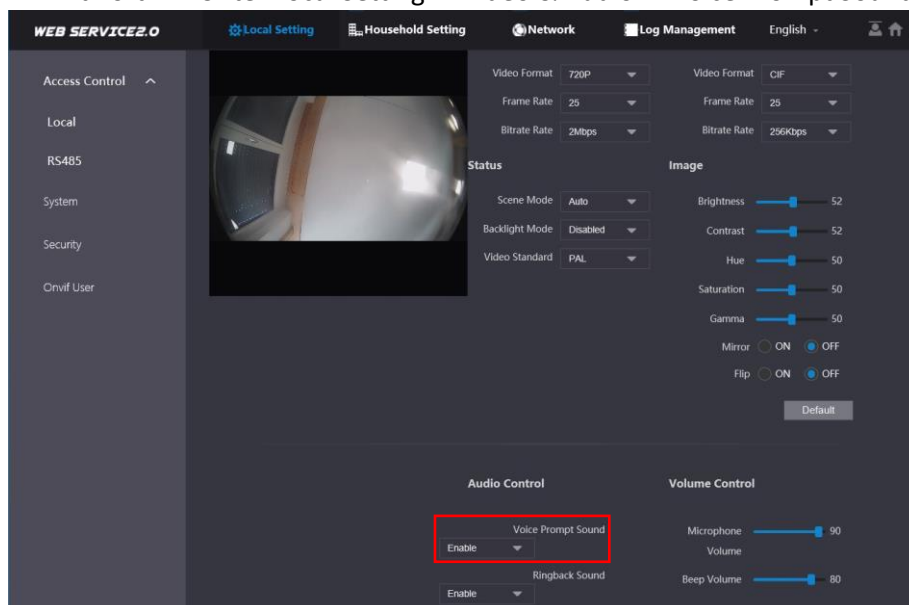 WEB SERVICE2.0 Local Setting Household Setting Network Log Management English
Access Control
Local
RS485
System
Security
Onvif User
Video Format 720P Video Format CIF
Frame Rate 25 Frame Rate 25
Bitrate Rate 2Mbps Bitrate Rate 256Kbps
Status Image
Scene Mode Auto Brightness 52
Backlight Mode Disabled Contrast 52
Video Standard PAL Hue 50
Saturation 50
Gamma 50
Mirror ON OFF
Flip ON OFF
Default
Audio Control Volume Control
Voice Prompt Sound Microphone 90
Enable Volume
Ringback Sound Beep Volume 80
Enable